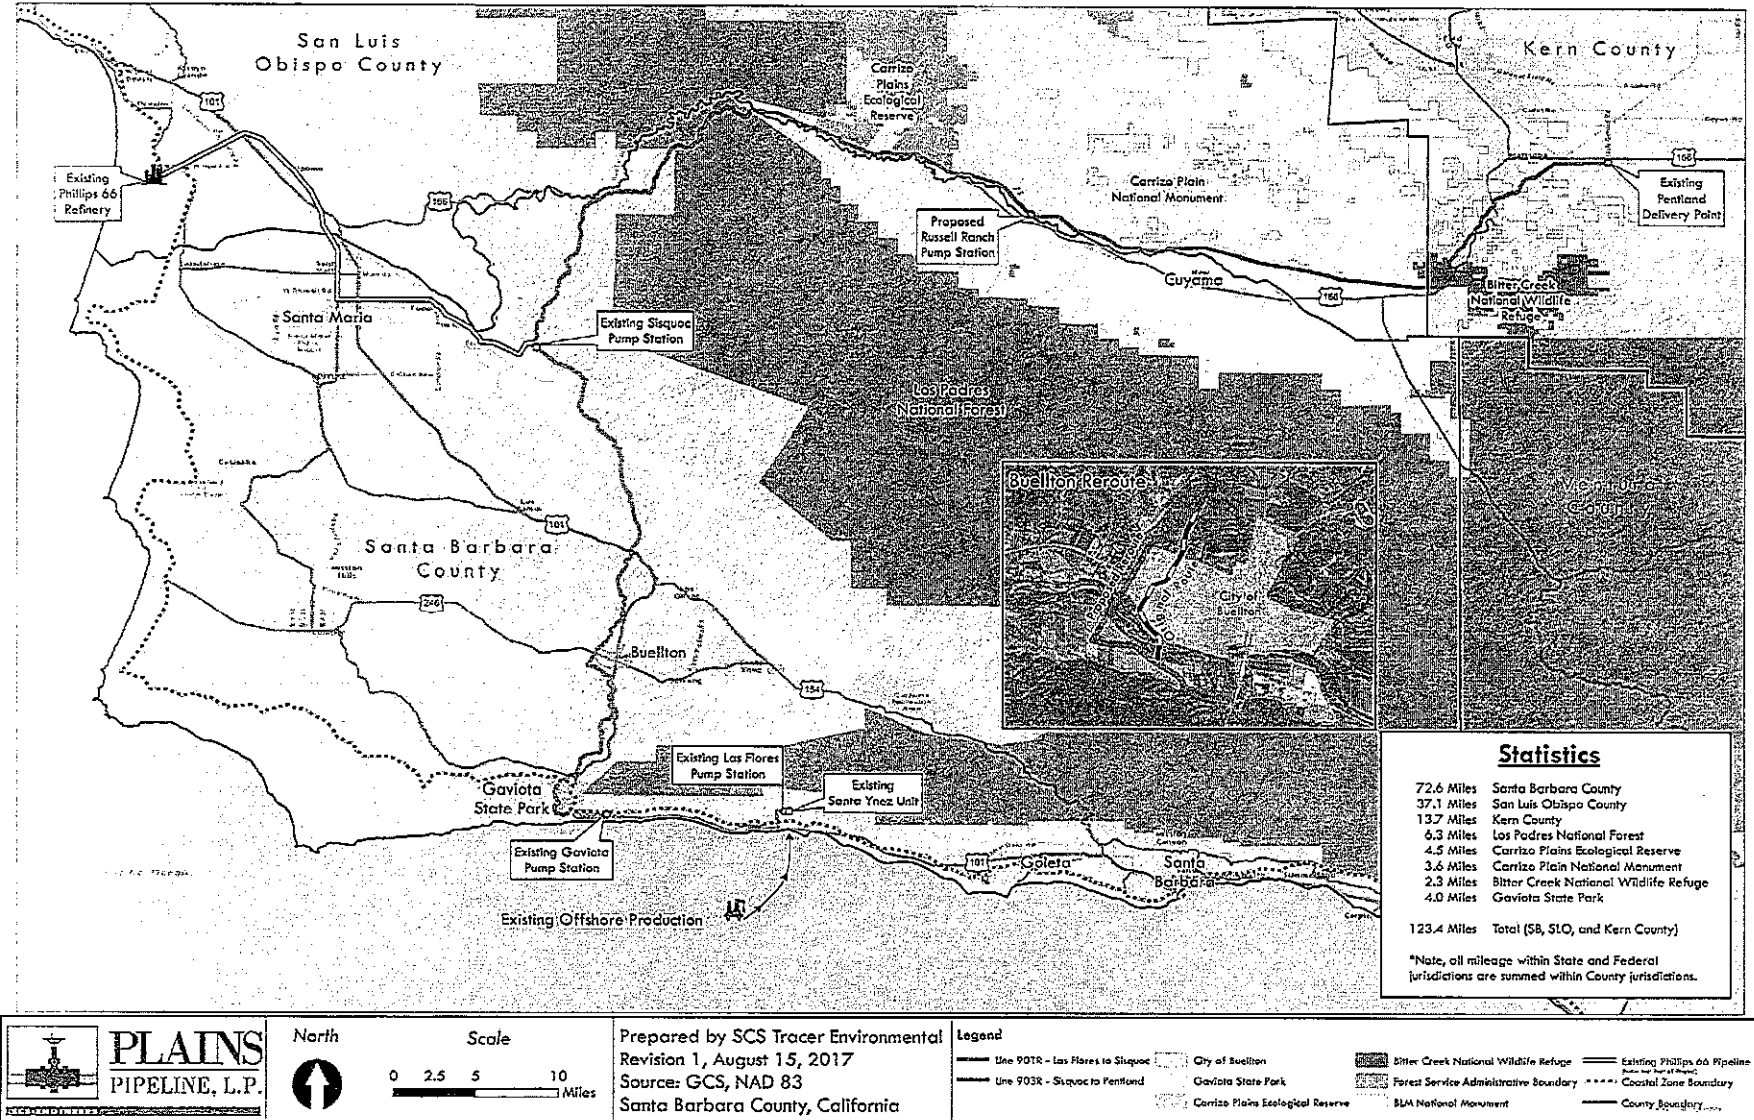 San Luis
Obispo County
Kern County
Carrizo
Plains
Ecological
Reserve
101
166
Existing
Phillips 66
Refinery
166
Existing
Pentland
Delivery Point
Carrizo Plain
National Monument
Proposed
Russell Ranch
Pump Station
New
Cuyama
166
Bitter Creek
National Wildlife
Refuge
Santa Maria
Existing Sisquoc
Pump Station
Los Padres
National Forest
Buellton Reroute
Ventura
County
101
Santa Barbara
County
City of
Buellton
246
Buellton
154
Existing Las Flores
Pump Station
Existing
Santa Ynez Unit
Gaviota
State Park
Existing Gaviota
Pump Station
101
Goleta
Santa
Barbara
Existing Offshore Production
Statistics
72.6 Miles Santa Barbara County
37.1 Miles San Luis Obispo County
13.7 Miles Kern County
6.3 Miles Los Padres National Forest
4.5 Miles Carrizo Plains Ecological Reserve
3.6 Miles Carrizo Plain National Monument
2.3 Miles Bitter Creek National Wildlife Refuge
4.0 Miles Gaviota State Park
123.4 Miles Total (SB, SLO, and Kern County)
*Note, all mileage within State and Federal
jurisdictions are summed within County jurisdictions.
PLAINS
PIPELINE, L.P.
North
Scale
0 2.5 5 10
Miles
Prepared by SCS Tracer Environmental
Revision 1, August 15, 2017
Source: GCS, NAD 83
Santa Barbara County, California
Legend
Line 901R - Las Flores to Sisquoc
Line 903R - Sisquoc to Pentland
City of Buellton
Gaviota State Park
Carrizo Plains Ecological Reserve
Bitter Creek National Wildlife Refuge
Forest Service Administrative Boundary
BLM National Monument
Existing Phillips 66 Pipeline
Coastal Zone Boundary
County Boundary